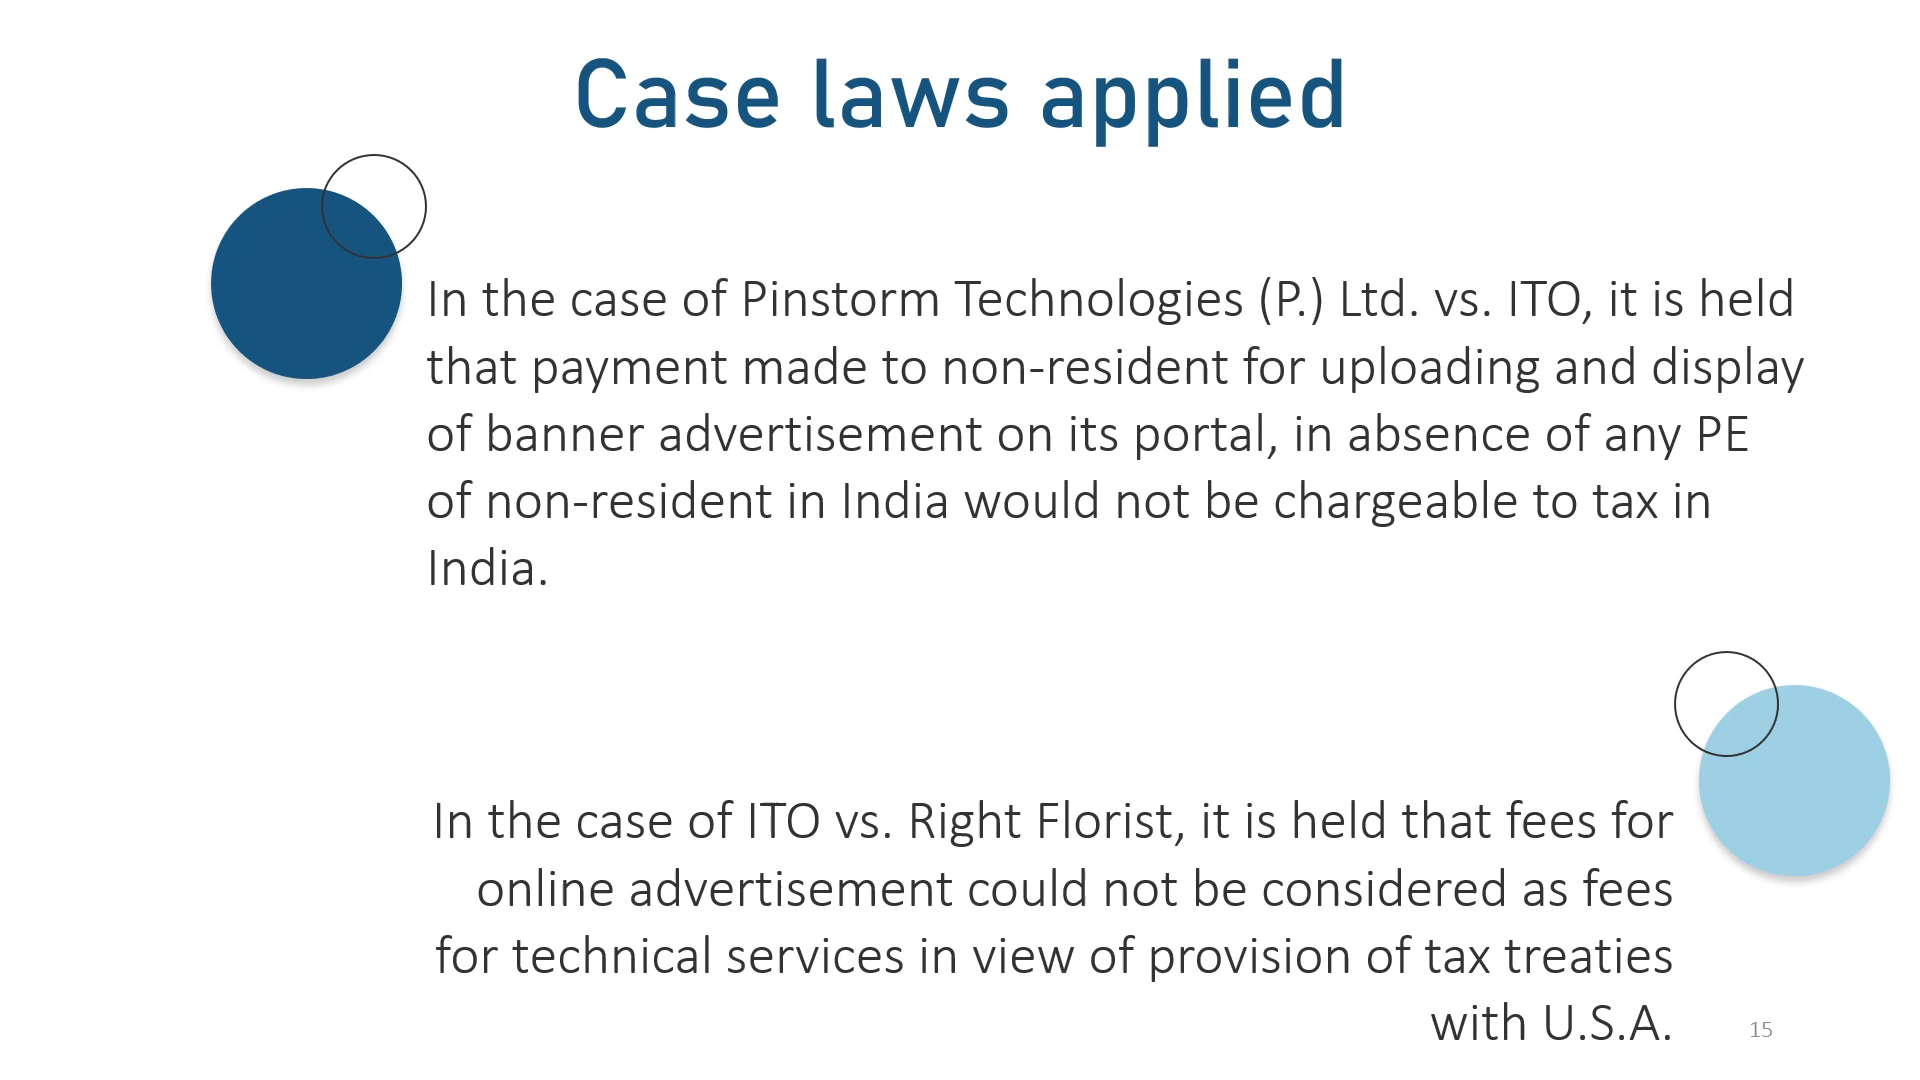 Case laws applied
In the case of Pinstorm Technologies (P.) Ltd. vs. ITO, it is held
that payment made to non-resident for uploading and display
of banner advertisement on its portal, in absence of any PE
of non-resident in India would not be chargeable to tax in
India.
In the case of ITO vs. Right Florist, it is held that fees for
online advertisement could not be considered as fees
for technical services in view of provision of tax treaties
with U.S.A.
15